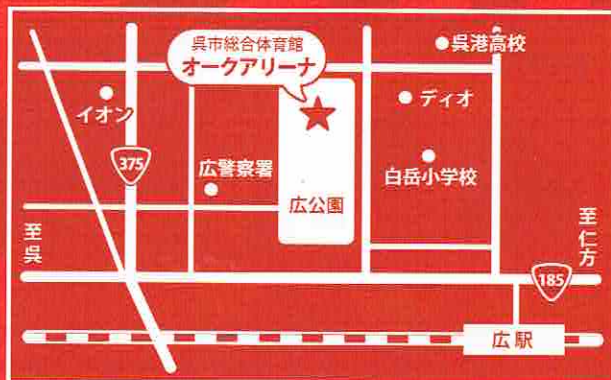 呉市総合体育館
オークアリーナ
呉港高校
イオン
ディオ
375
広警察署
白岳小学校
広公園
至呉
至仁方
185
広駅